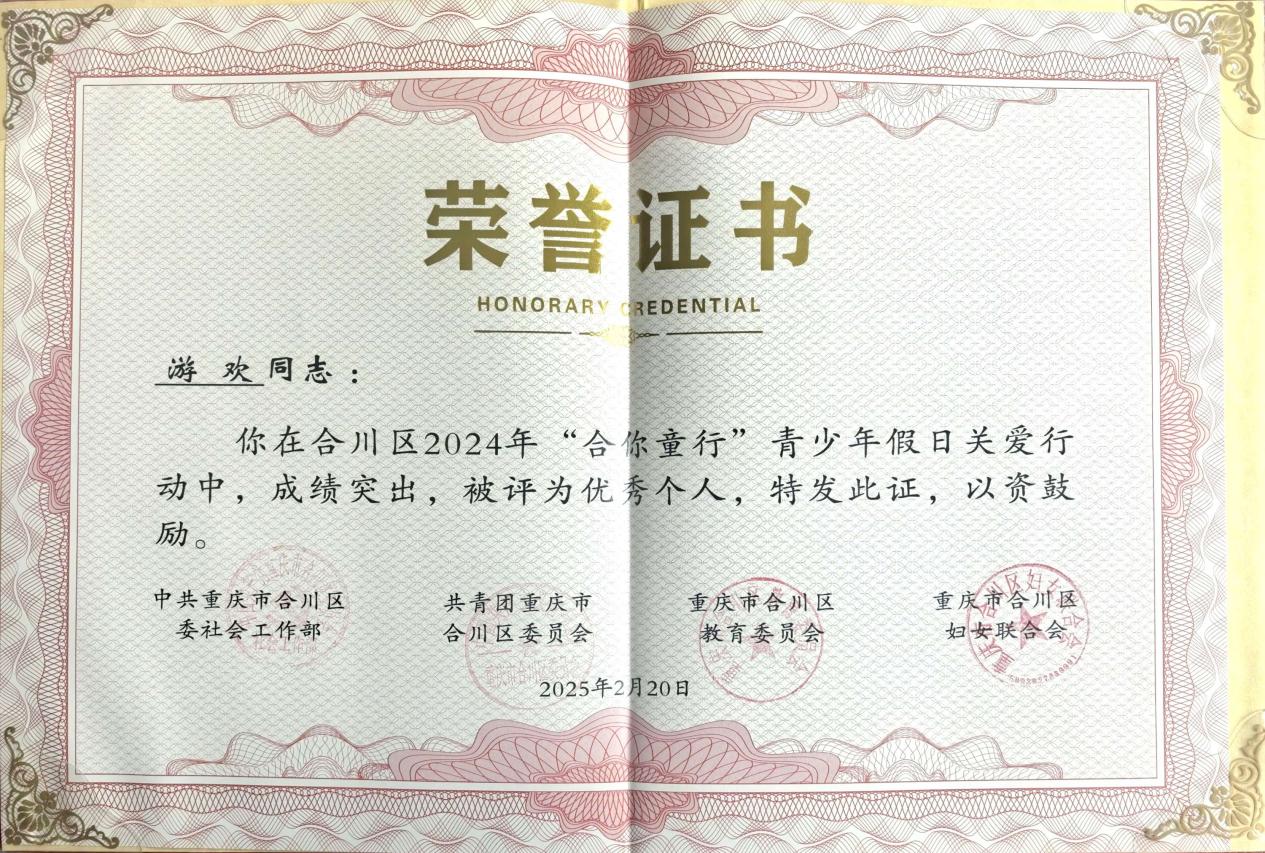 荣誉证书
HONORARY CREDENTIAL
游 欢同志：
你在合川区2024年“合你童行”青少年假日关爱行
动中，成绩突出，被评为优秀个人，特发此证，以资鼓
励。
中共重庆市合川区
委社会工作部
共青团重庆市
合川区委员会
重庆市合川区
教育委员会
重庆市合川区
妇女联合会
2025年2月20日